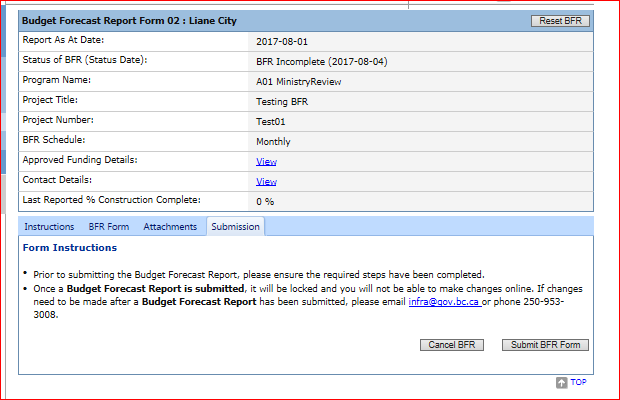 Budget Forecast Report Form 02 : Liane City Reset BFR
Report As At Date: 2017-08-01
Status of BFR (Status Date): BFR Incomplete (2017-08-04)
Program Name: A01 MinistryReview
Project Title: Testing BFR
Project Number: Test01
BFR Schedule: Monthly
Approved Funding Details: View
Contact Details: View
Last Reported % Construction Complete: 0 %
Instructions BFR Form Attachments Submission
Form Instructions
• Prior to submitting the Budget Forecast Report, please ensure the required steps have been completed.
• Once a Budget Forecast Report is submitted, it will be locked and you will not be able to make changes online. If changes
need to be made after a Budget Forecast Report has been submitted, please email infra@gov.bc.ca or phone 250-953-
3008.
Cancel BFR Submit BFR Form
TOP